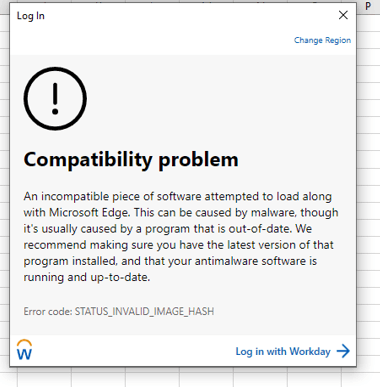 P
Log In
Change Region
Compatibility problem
An incompatible piece of software attempted to load along
with Microsoft Edge. This can be caused by malware, though
it's usually caused by a program that is out-of-date. We
recommend making sure you have the latest version of that
program installed, and that your antimalware software is
running and up-to-date.
Error code: STATUS_INVALID_IMAGE_HASH
W
Log in with Workday